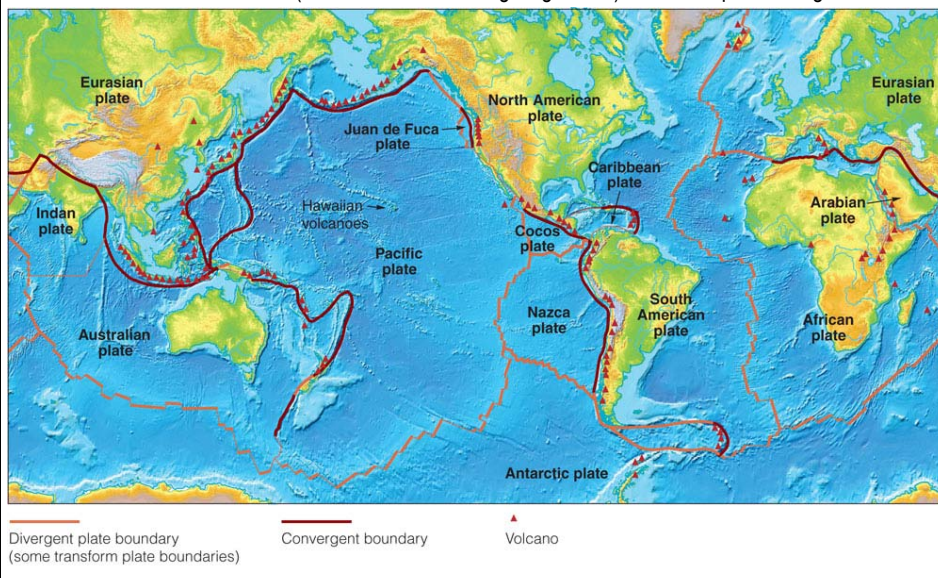 Eurasian
plate
Eurasian
plate
North American
plate
Juan de Fuca
plate
Caribbean
plate
Arabian
plate
Indan
plate
Hawaiian
volcanoes
Cocos
plate
Pacific
plate
Nazca
plate
South
American
plate
African
plate
Australian
plate
Antarctic plate
Divergent plate boundary
(some transform plate boundaries)
Convergent boundary
Volcano